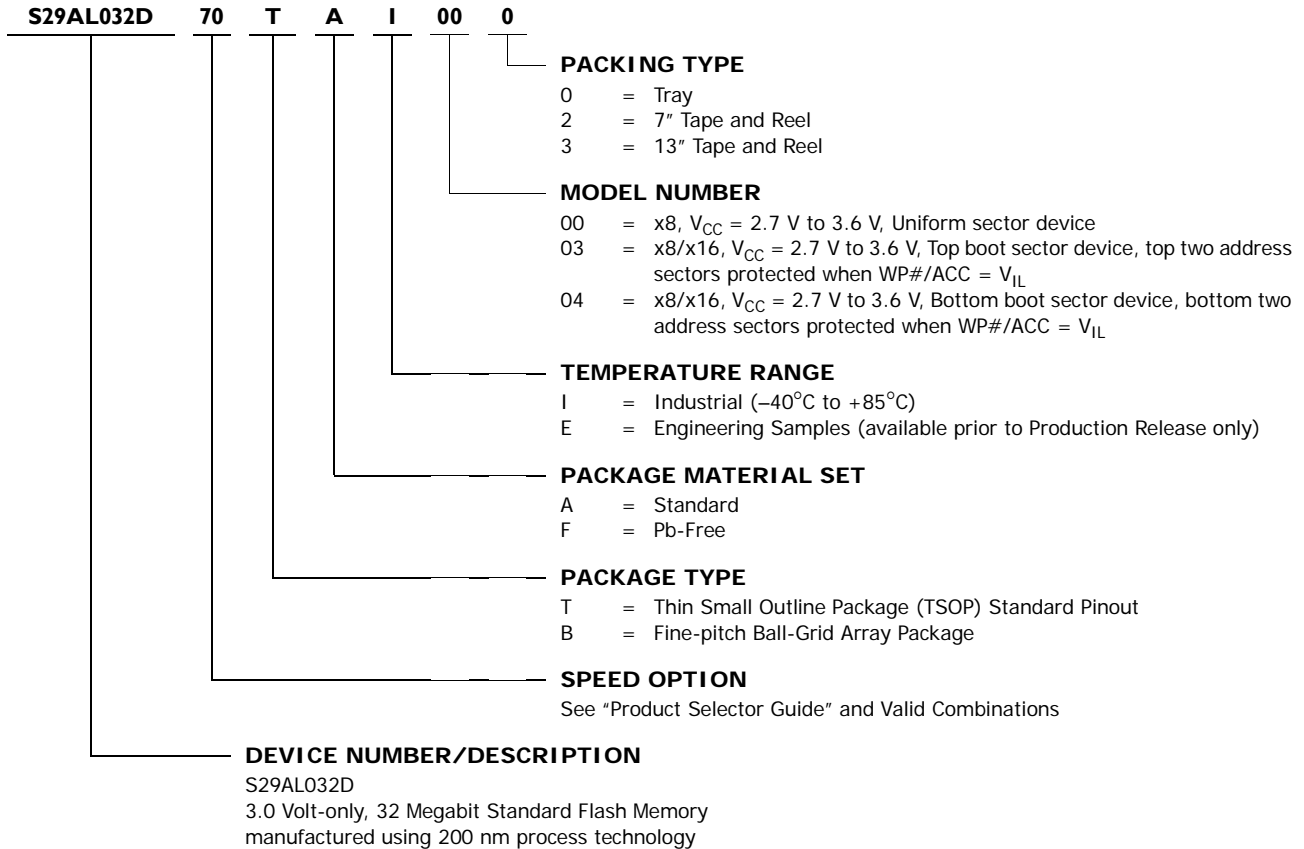 S29AL032D 70 T A I 00 0
PACKING TYPE
0 = Tray
2 = 7" Tape and Reel
3 = 13" Tape and Reel
MODEL NUMBER
00 = x8, VCC = 2.7 V to 3.6 V, Uniform sector device
03 = x8/x16, VCC = 2.7 V to 3.6 V, Top boot sector device, top two address
sectors protected when WP#/ACC = VIL
04 = x8/x16, VCC = 2.7 V to 3.6 V, Bottom boot sector device, bottom two
address sectors protected when WP#/ACC = VIL
TEMPERATURE RANGE
I = Industrial (–40°C to +85°C)
E = Engineering Samples (available prior to Production Release only)
PACKAGE MATERIAL SET
A = Standard
F = Pb-Free
PACKAGE TYPE
T = Thin Small Outline Package (TSOP) Standard Pinout
B = Fine-pitch Ball-Grid Array Package
SPEED OPTION
See "Product Selector Guide" and Valid Combinations
DEVICE NUMBER/DESCRIPTION
S29AL032D
3.0 Volt-only, 32 Megabit Standard Flash Memory
manufactured using 200 nm process technology